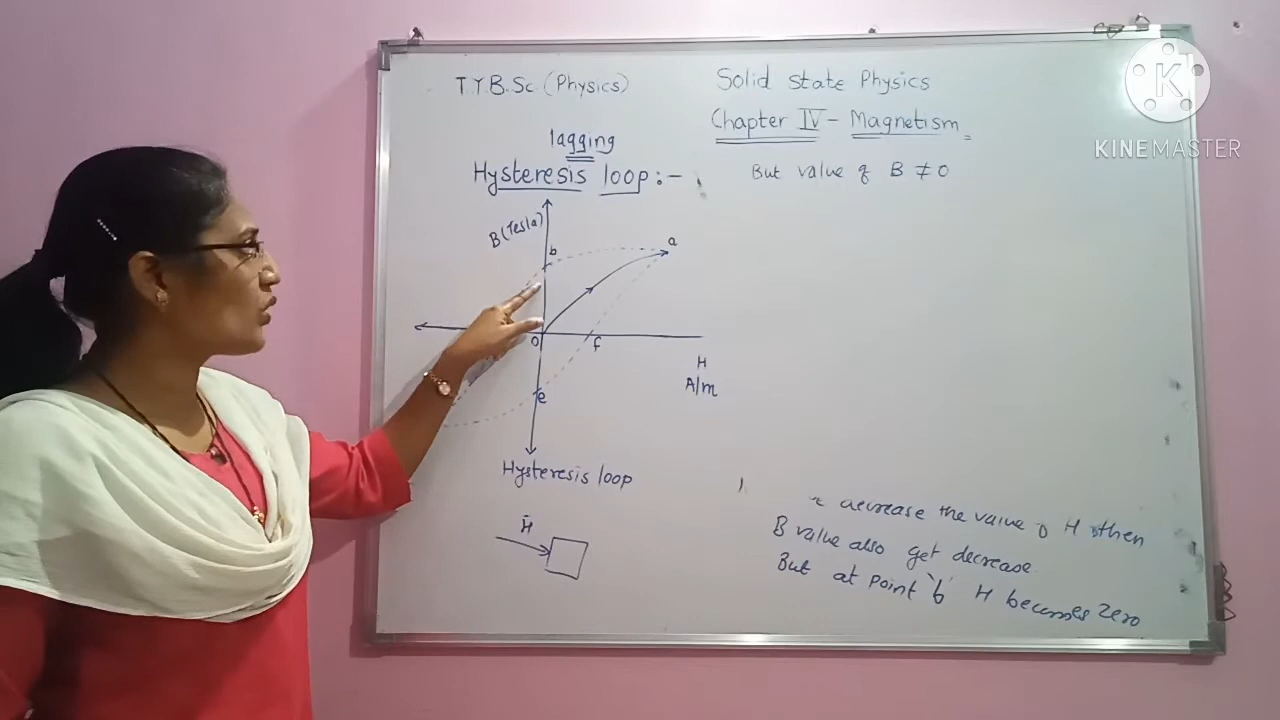 T.Y B.Sc (Physics)
Solid state Physics
Chapter IV - Magnetism
lagging
Hysteresis loop :-
But value of B ≠ 0
B (Tesla)
b
a
O
f
H
A/m
e
Hysteresis loop
H
decrease the value o H then
B value also get decrease.
But at point 'b' H becomes zero
K
KINEMASTER